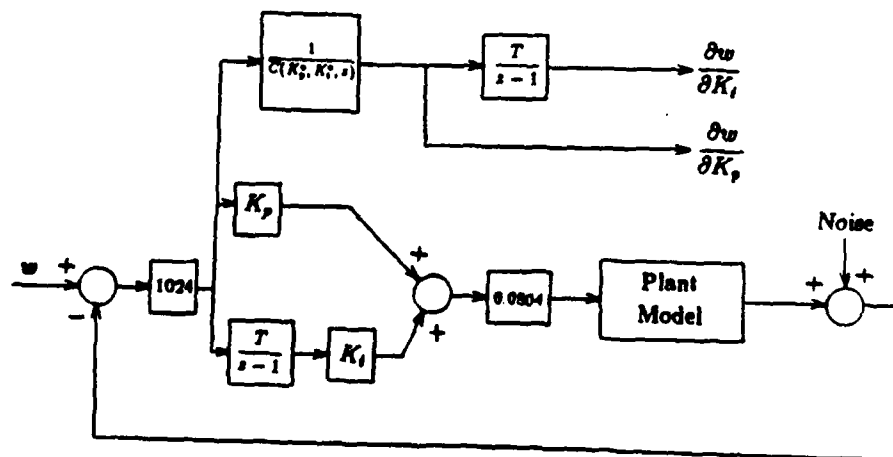 1
C(K_p^*, K_i^*, z)
T
z − 1
∂w
∂K_i
∂w
∂K_p
K_p
Noise
w
+
−
1024
+
+
0.0804
Plant
Model
+
+
T
z − 1
K_i